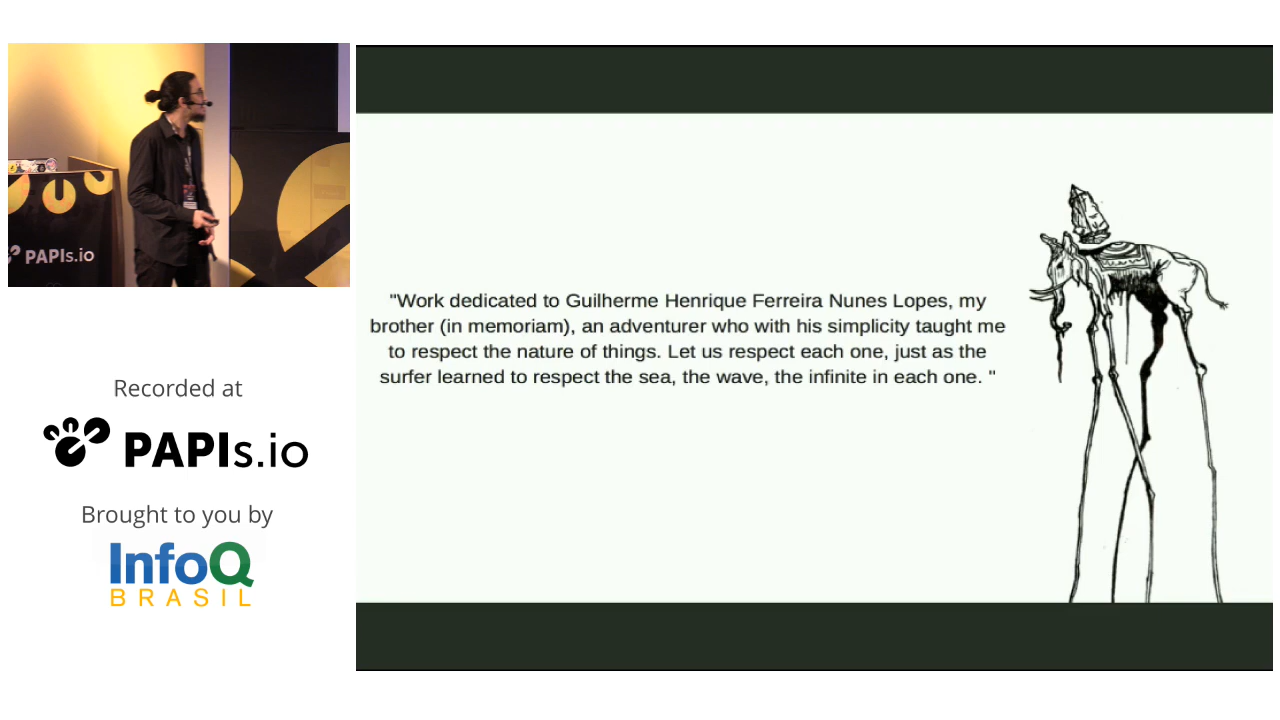 PAPIs.io
Recorded at
PAPIs.io
Brought to you by
InfoQ
BRASIL
"Work dedicated to Guilherme Henrique Ferreira Nunes Lopes, my
brother (in memoriam), an adventurer who with his simplicity taught me
to respect the nature of things. Let us respect each one, just as the
surfer learned to respect the sea, the wave, the infinite in each one. "